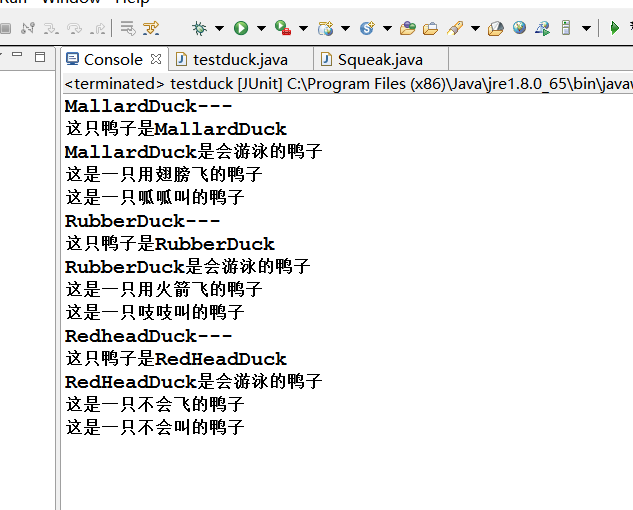 Run Window Help
Console testduck.java Squeak.java
<terminated> testduck [JUnit] C:\Program Files (x86)\Java\jre1.8.0_65\bin\javaw
MallardDuck---
这只鸭子是MallardDuck
MallardDuck是会游泳的鸭子
这是一只用翅膀飞的鸭子
这是一只呱呱叫的鸭子
RubberDuck---
这只鸭子是RubberDuck
RubberDuck是会游泳的鸭子
这是一只用火箭飞的鸭子
这是一只吱吱叫的鸭子
RedheadDuck---
这只鸭子是RedHeadDuck
RedHeadDuck是会游泳的鸭子
这是一只不会飞的鸭子
这是一只不会叫的鸭子